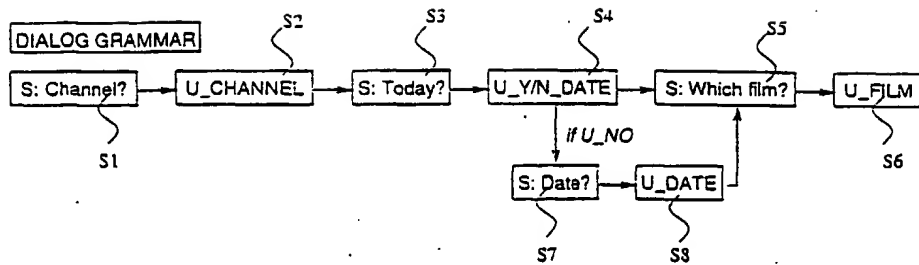 S2 S3 S4 S5
DIALOG GRAMMAR
S: Channel? U_CHANNEL S: Today? U_Y/N_DATE S: Which film? U_FILM
S1 if U_NO S6
S: Date? U_DATE
S7 S8